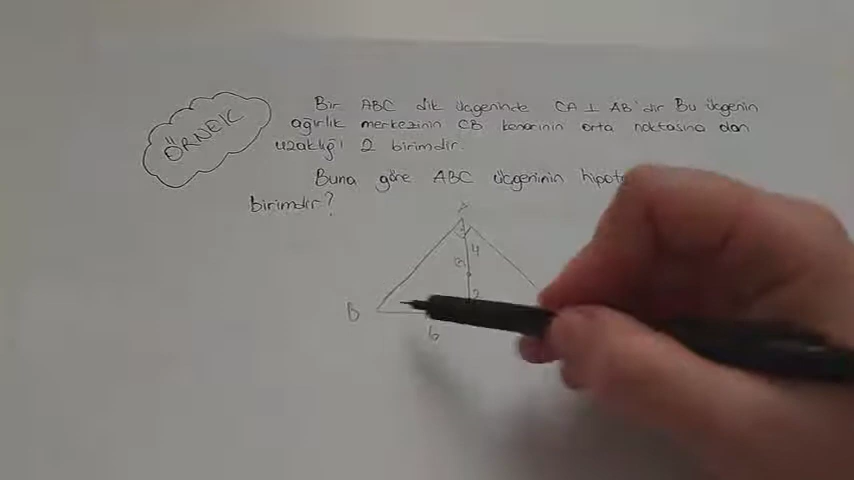 ÖRNEK
Bir ABC dik üçgeninde CA ⊥ AB'dir Bu üçgenin
ağırlık merkezinin CB kenarının orta noktasına olan
uzaklığı 2 birimdir.
Buna göre ABC üçgeninin
birimdir?
A
4
G
2
B
6